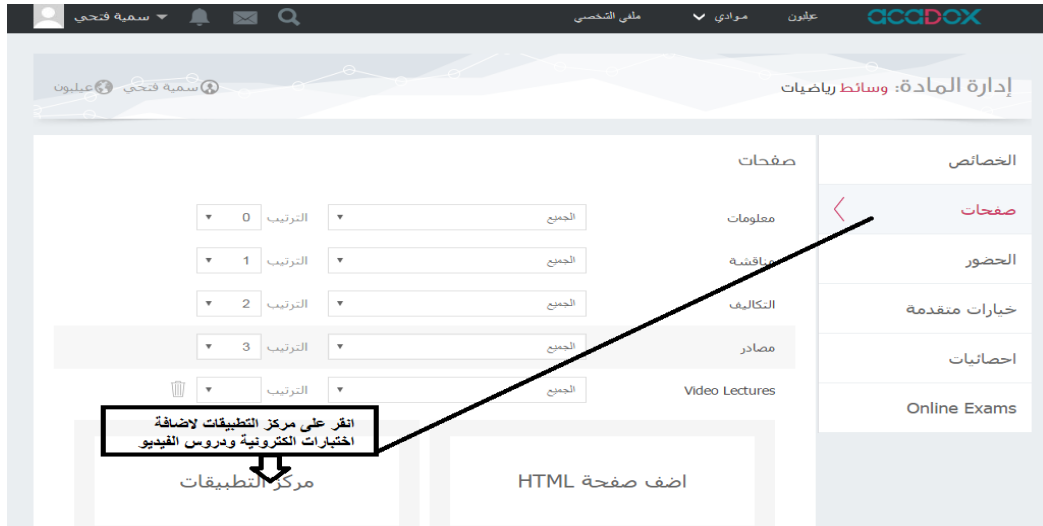 acadox عيلبون موادي ملفي الشخصي سمية فتحي
إدارة المادة: وسائط رياضيات سمية فتحي عيلبون
الخصائص
صفحات
الحضور
خيارات متقدمة
احصائيات
Online Exams
صفحات
معلومات الجميع الترتيب 0
مناقشة الجميع الترتيب 1
التكاليف الجميع الترتيب 2
مصادر الجميع الترتيب 3
Video Lectures الجميع الترتيب
انقر على مركز التطبيقات لاضافة
اختبارات الكترونية ودروس الفيديو
اضف صفحة HTML
مركز التطبيقات